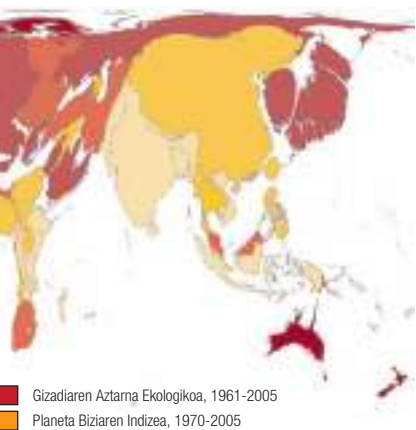 Gizadiaren Aztarna Ekologikoa, 1961-2005
Planeta Biziaren Indizea, 1970-2005